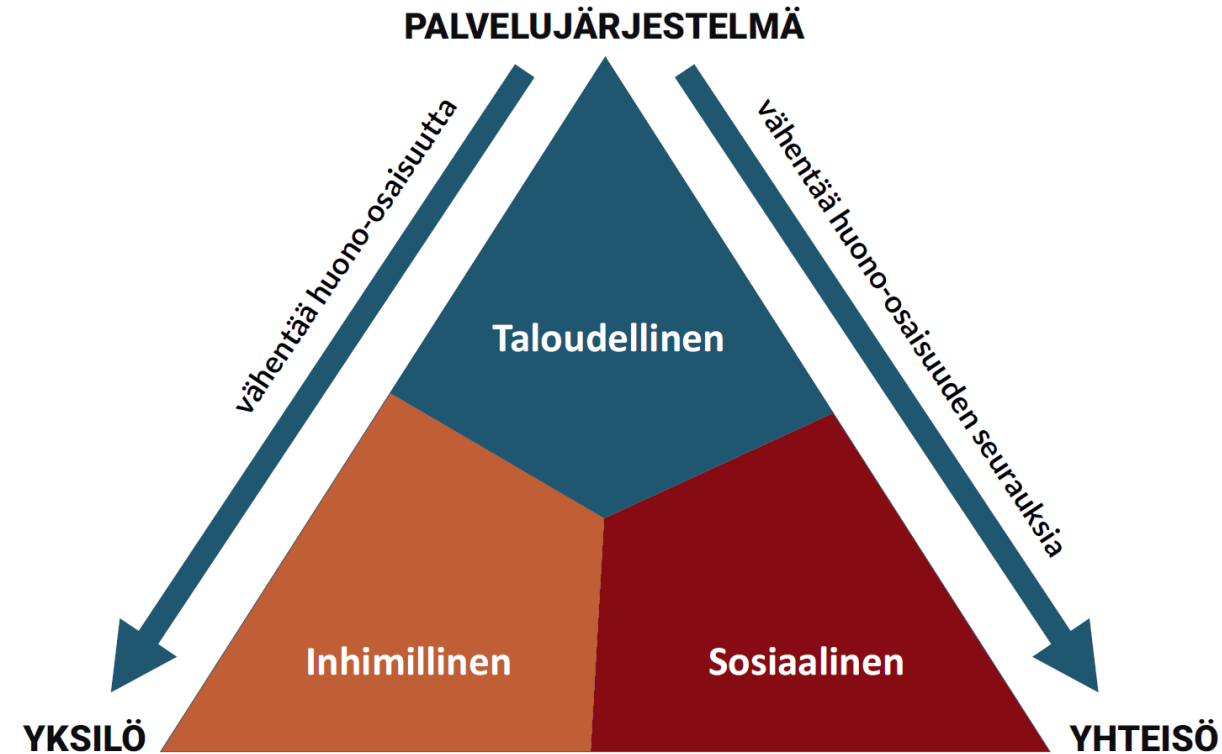 PALVELUJÄRJESTELMÄ
vähentää huono-osaisuutta
vähentää huono-osaisuuden seurauksia
Taloudellinen
Inhimillinen
Sosiaalinen
YKSILÖ
YHTEISÖ